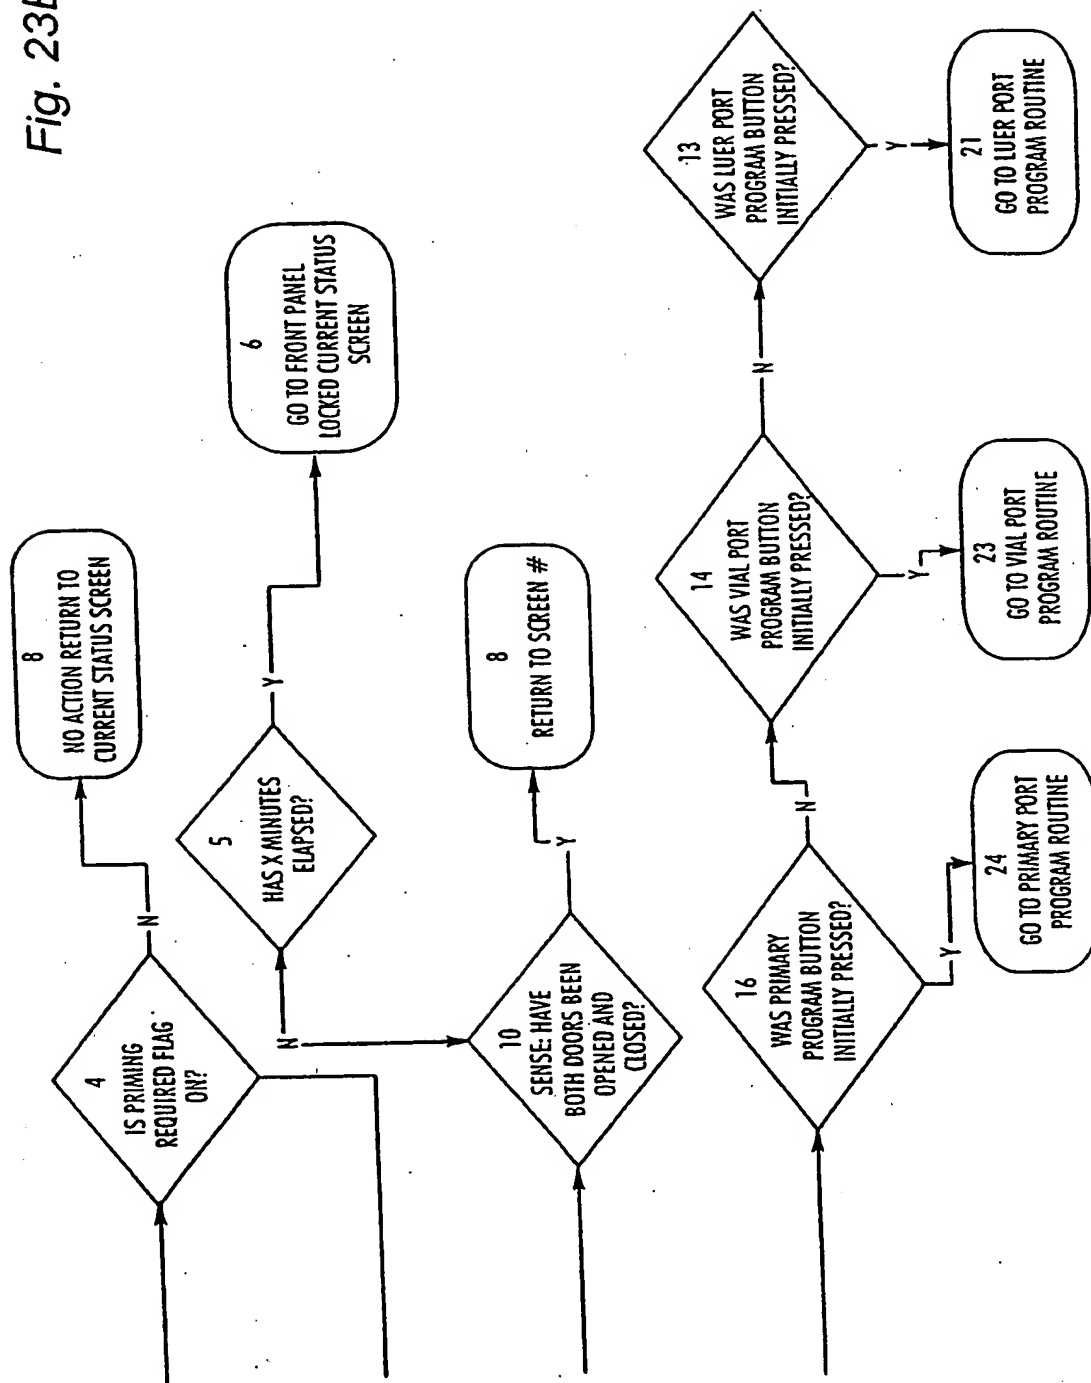 Fig. 23B
4
IS PRIMING
REQUIRED FLAG
ON?
N
8
NO ACTION RETURN TO
CURRENT STATUS SCREEN
5
HAS X MINUTES
ELAPSED?
Y
N
6
GO TO FRONT PANEL
LOCKED CURRENT STATUS
SCREEN
10
SENSE: HAVE
BOTH DOORS BEEN
OPENED AND
CLOSED?
Y
8
RETURN TO SCREEN #
16
WAS PRIMARY
PROGRAM BUTTON
INITIALLY PRESSED?
N
Y
24
GO TO PRIMARY PORT
PROGRAM ROUTINE
14
WAS VIAL PORT
PROGRAM BUTTON
INITIALLY PRESSED?
N
Y
23
GO TO VIAL PORT
PROGRAM ROUTINE
13
WAS LUER PORT
PROGRAM BUTTON
INITIALLY PRESSED?
Y
21
GO TO LUER PORT
PROGRAM ROUTINE